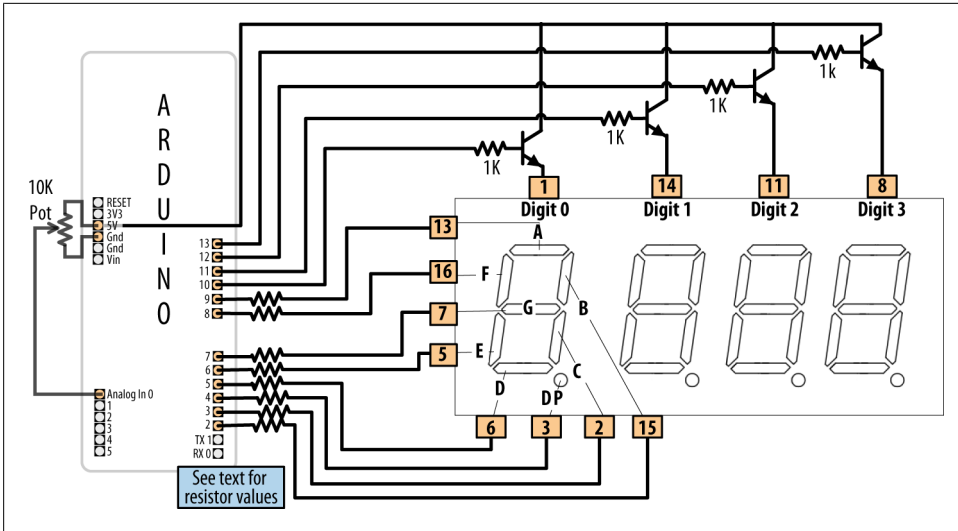 ARDUINO
10K
Pot
RESET
3V3
5V
Gnd
Gnd
Vin
13
12
11
10
9
8
7
6
5
4
3
2
TX 1
RX 0
Analog In 0
1
2
3
4
5
See text for
resistor values
1K
1K
1K
1k
1
14
11
8
Digit 0
Digit 1
Digit 2
Digit 3
13
16
7
5
A
F
B
G
E
C
D
DP
6
3
2
15